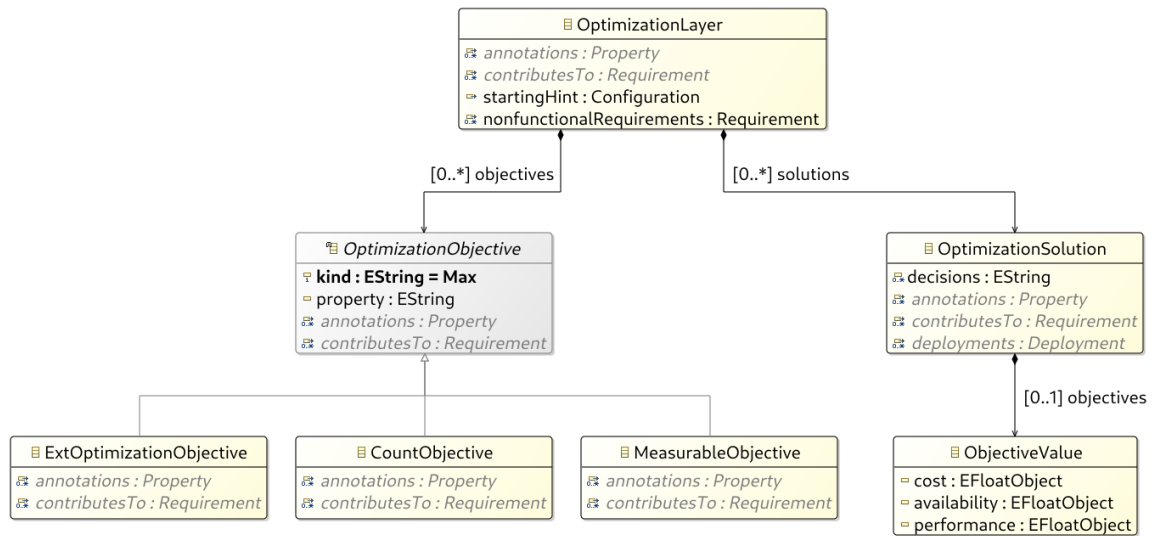 OptimizationLayer
annotations : Property
contributesTo : Requirement
startingHint : Configuration
nonfunctionalRequirements : Requirement
[0..*] objectives
[0..*] solutions
OptimizationObjective
kind : EString = Max
property : EString
annotations : Property
contributesTo : Requirement
OptimizationSolution
decisions : EString
annotations : Property
contributesTo : Requirement
deployments : Deployment
[0..1] objectives
ExtOptimizationObjective
annotations : Property
contributesTo : Requirement
CountObjective
annotations : Property
contributesTo : Requirement
MeasurableObjective
annotations : Property
contributesTo : Requirement
ObjectiveValue
cost : EFloatObject
availability : EFloatObject
performance : EFloatObject